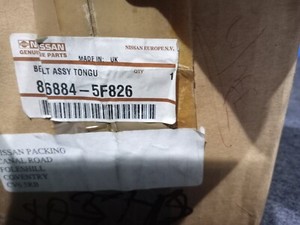 NISSAN
GENUINE PARTS
NISSAN EUROPE N.V.
MADE IN: UK
BELT ASSY TONGU
QTY
86884-5F826
1
NISSAN PACKING
CANAL ROAD
FOLESHILL
COVENTRY